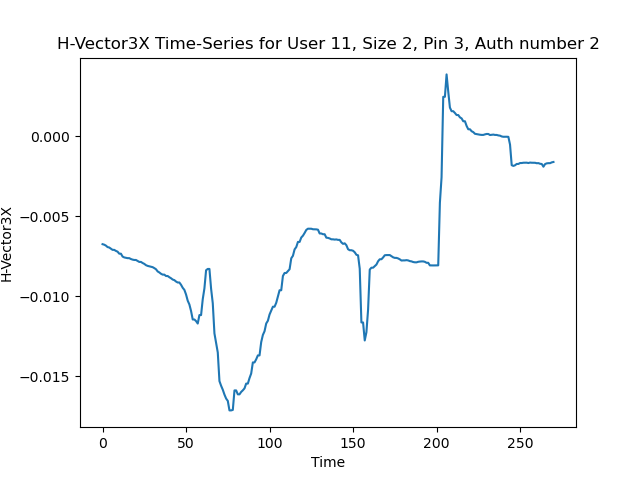 H-Vector3X Time-Series for User 11, Size 2, Pin 3, Auth number 2
H-Vector3X
0.000
−0.005
−0.010
−0.015
0 50 100 150 200 250
Time